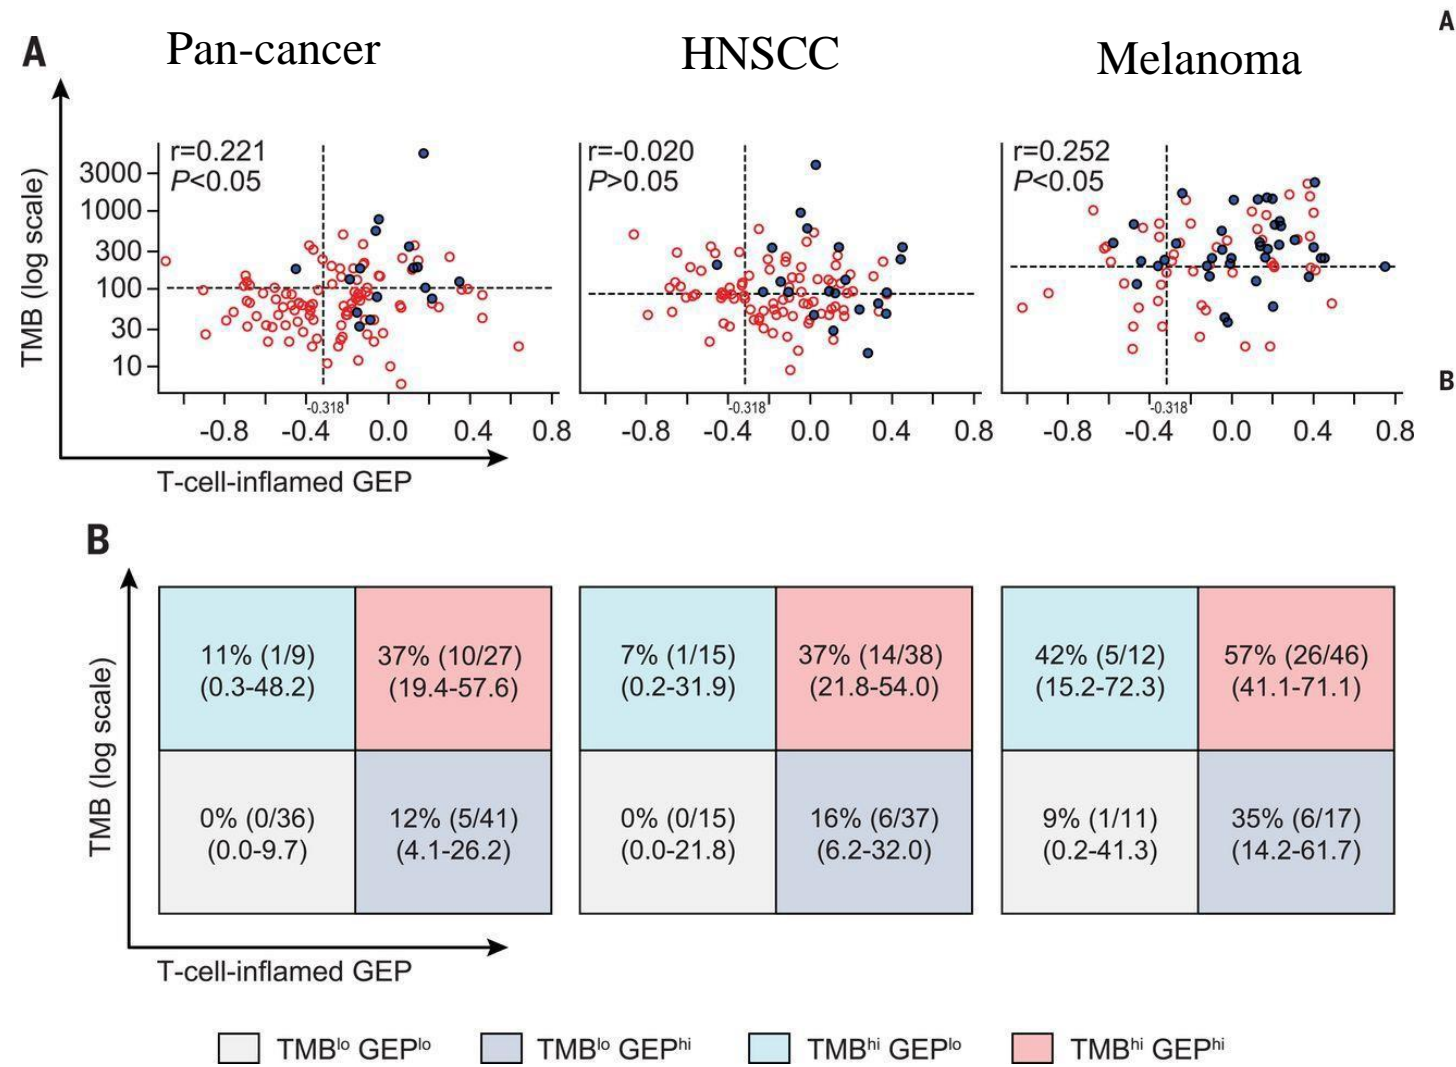 A
Pan-cancer
HNSCC
Melanoma
A
TMB (log scale)
3000
1000
300
100
30
10
r=0.221
P<0.05
r=-0.020
P>0.05
r=0.252
P<0.05
-0.318
-0.318
-0.318
-0.8 -0.4 0.0 0.4 0.8
-0.8 -0.4 0.0 0.4 0.8
-0.8 -0.4 0.0 0.4 0.8
T-cell-inflamed GEP
B
B
TMB (log scale)
11% (1/9)
(0.3-48.2)
37% (10/27)
(19.4-57.6)
0% (0/36)
(0.0-9.7)
12% (5/41)
(4.1-26.2)
7% (1/15)
(0.2-31.9)
37% (14/38)
(21.8-54.0)
0% (0/15)
(0.0-21.8)
16% (6/37)
(6.2-32.0)
42% (5/12)
(15.2-72.3)
57% (26/46)
(41.1-71.1)
9% (1/11)
(0.2-41.3)
35% (6/17)
(14.2-61.7)
T-cell-inflamed GEP
TMBlo GEPlo
TMBlo GEPhi
TMBhi GEPlo
TMBhi GEPhi